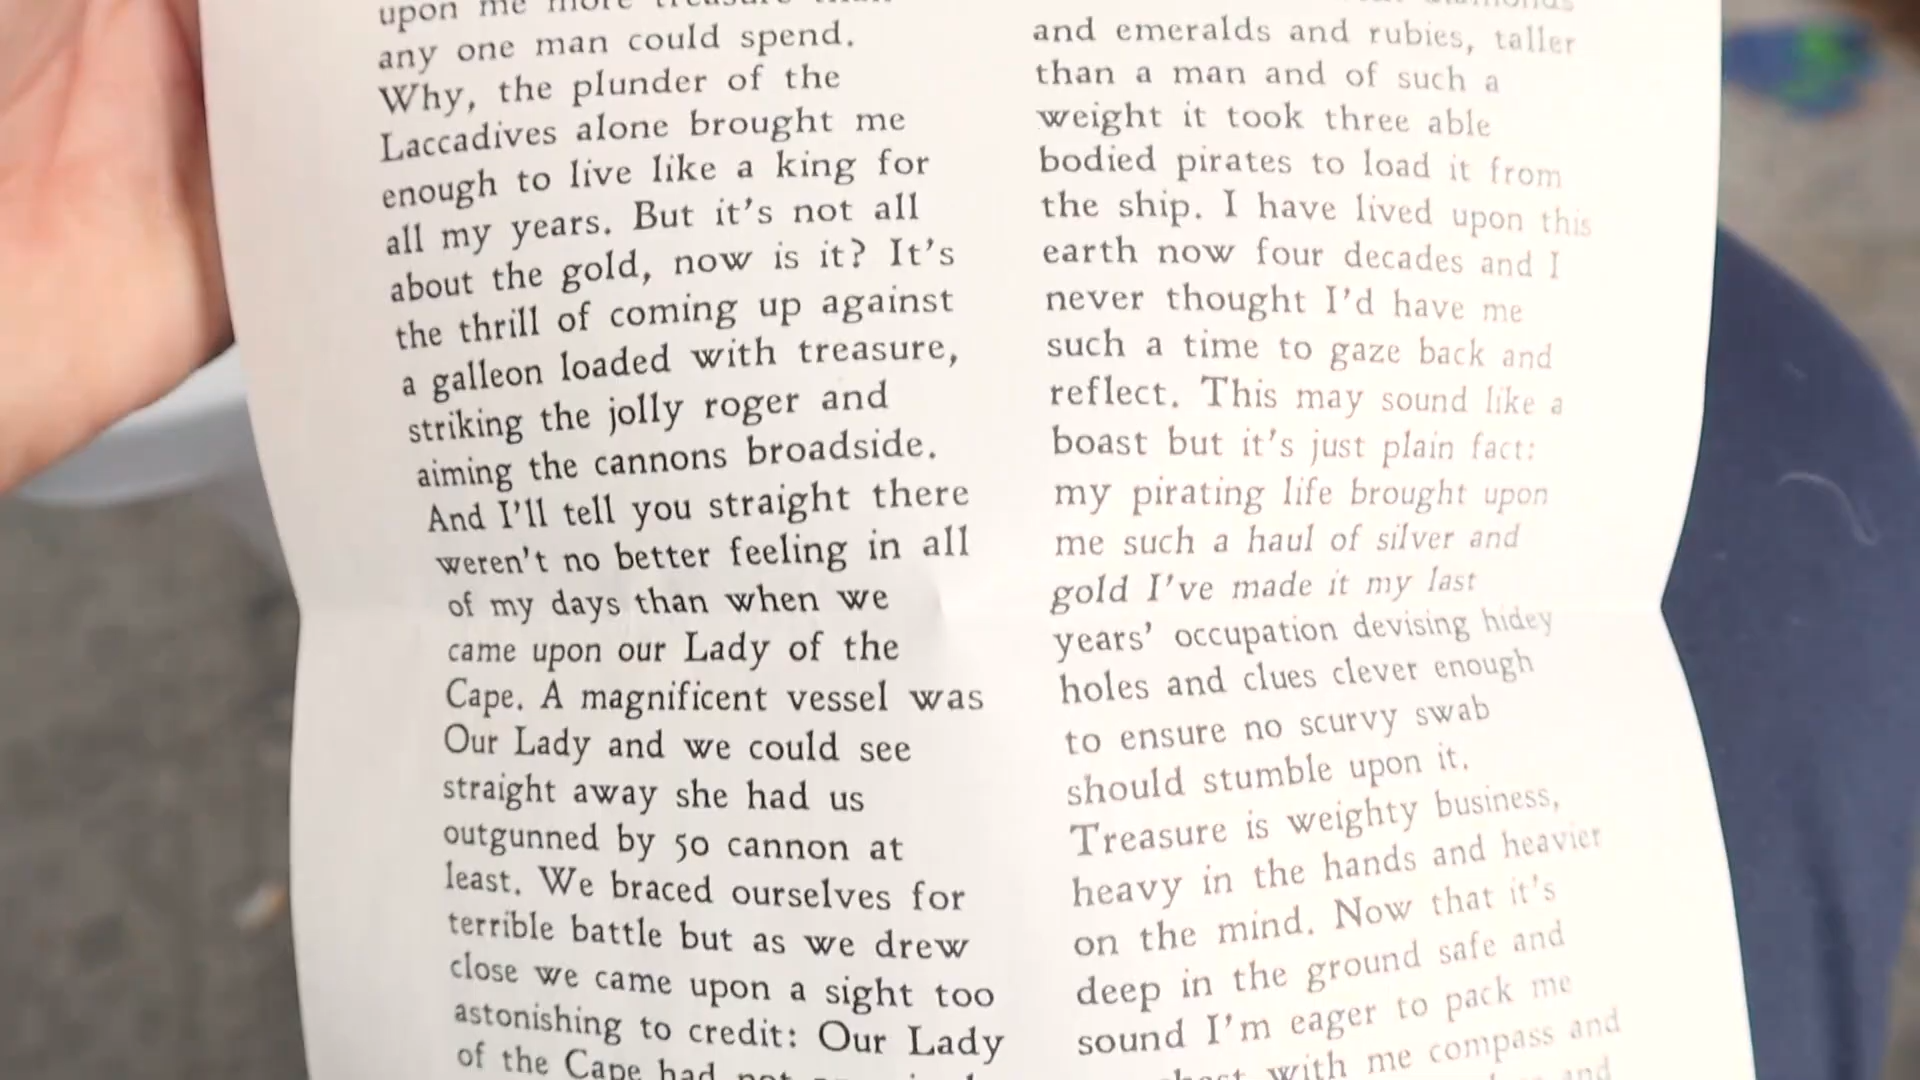 upon me more treasure than
any one man could spend.
Why, the plunder of the
Laccadives alone brought me
enough to live like a king for
all my years. But it's not all
about the gold, now is it? It's
the thrill of coming up against
a galleon loaded with treasure,
striking the jolly roger and
aiming the cannons broadside.
And I'll tell you straight there
weren't no better feeling in all
of my days than when we
came upon our Lady of the
Cape. A magnificent vessel was
Our Lady and we could see
straight away she had us
outgunned by 50 cannon at
least. We braced ourselves for
terrible battle but as we drew
close we came upon a sight too
astonishing to credit: Our Lady
of the Cape had not
diamonds
and emeralds and rubies, taller
than a man and of such a
weight it took three able
bodied pirates to load it from
the ship. I have lived upon this
earth now four decades and I
never thought I'd have me
such a time to gaze back and
reflect. This may sound like a
boast but it's just plain fact:
my pirating life brought upon
me such a haul of silver and
gold I've made it my last
years' occupation devising hidey
holes and clues clever enough
to ensure no scurvy swab
should stumble upon it.
Treasure is weighty business,
heavy in the hands and heavier
on the mind. Now that it's
deep in the ground safe and
sound I'm eager to pack me
with me compass and
and